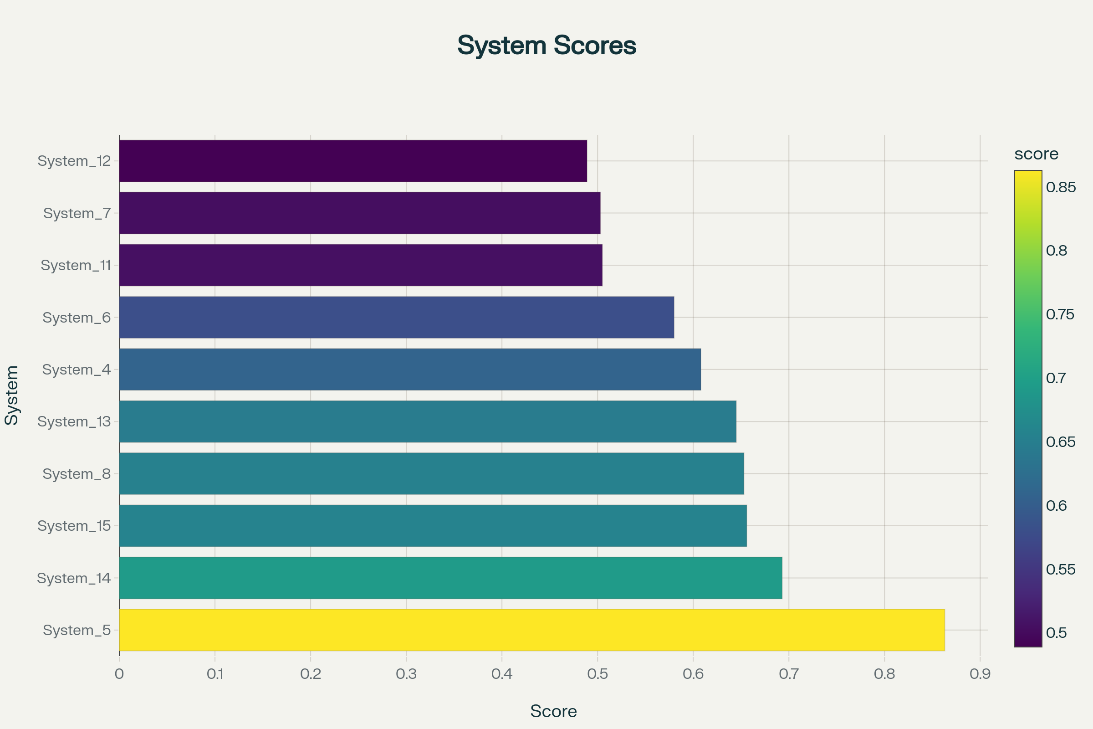 System Scores
System_12
System_7
System_11
System_6
System_4
System_13
System_8
System_15
System_14
System_5
System
0 0.1 0.2 0.3 0.4 0.5 0.6 0.7 0.8 0.9
Score
score
0.85
0.8
0.75
0.7
0.65
0.6
0.55
0.5